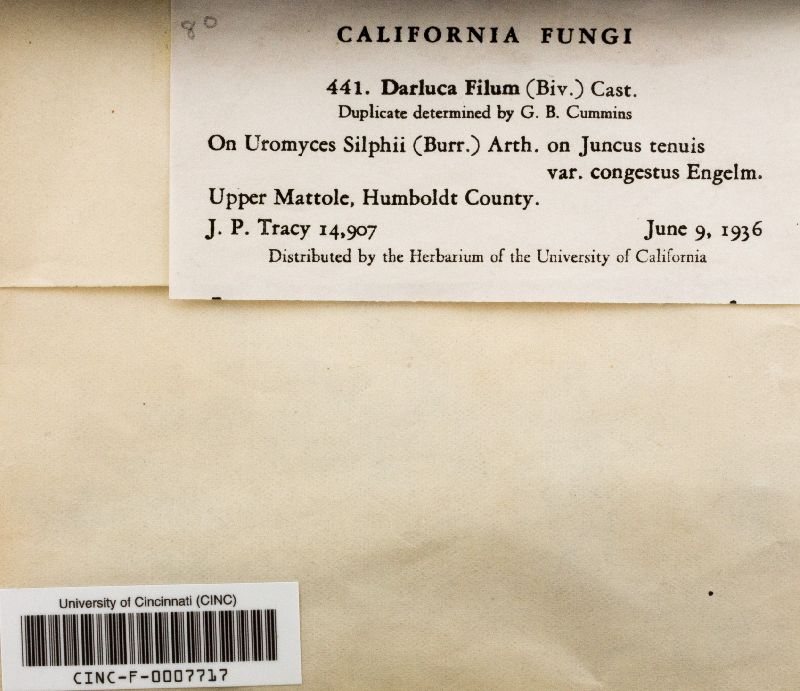 80
CALIFORNIA FUNGI
441. Darluca Filum (Biv.) Cast.
Duplicate determined by G. B. Cummins
On Uromyces Silphii (Burr.) Arth. on Juncus tenuis
var. congestus Engelm.
Upper Mattole, Humboldt County.
J. P. Tracy 14,907 June 9, 1936
Distributed by the Herbarium of the University of California
University of Cincinnati (CINC)
CINC-F-0007717